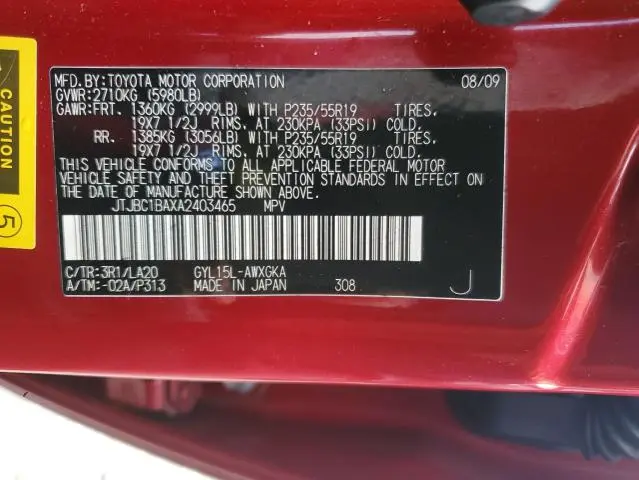 MFD.BY:TOYOTA MOTOR CORPORATION 08/09
GVWR:2710KG (5980LB)
GAWR:FRT. 1360KG (2999LB) WITH P235/55R19 TIRES,
19X7 1/2J RIMS, AT 230KPA (33PSI) COLD.
RR. 1385KG (3056LB) WITH P235/55R19 TIRES,
19X7 1/2J RIMS, AT 230KPA (33PSI) COLD.
THIS VEHICLE CONFORMS TO ALL APPLICABLE FEDERAL MOTOR
VEHICLE SAFETY AND THEFT PREVENTION STANDARDS IN EFFECT
ON THE DATE OF MANUFACTURE SHOWN ABOVE.
JTJBC1BAXA2403465 MPV
C/TR:3R1/LA20 GYL15L-AWXGKA
A/TM:-02A/P313 MADE IN JAPAN 308 J
CAUTION
5